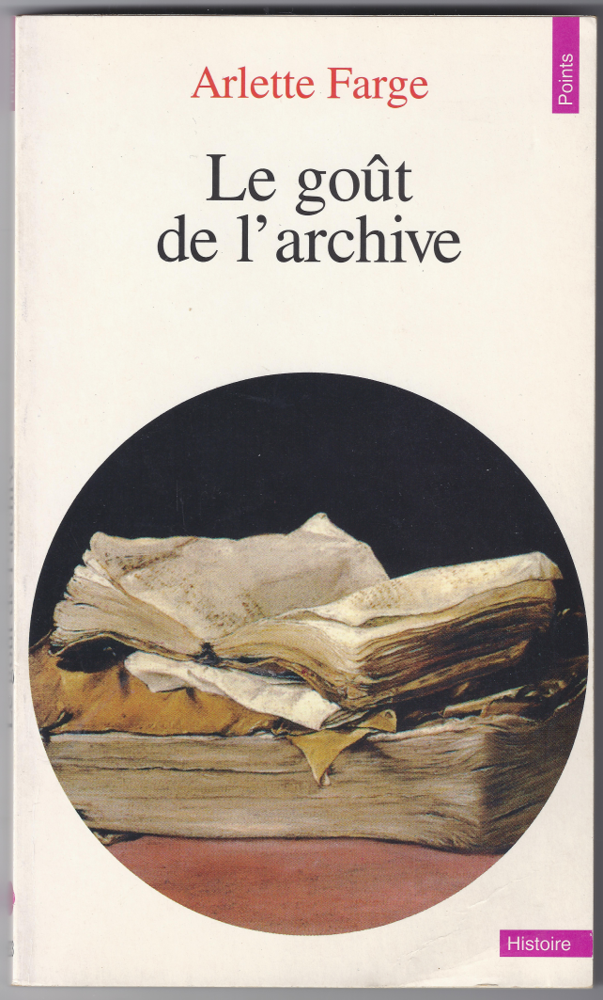 Points
Arlette Farge
Le goût
de l'archive
Histoire